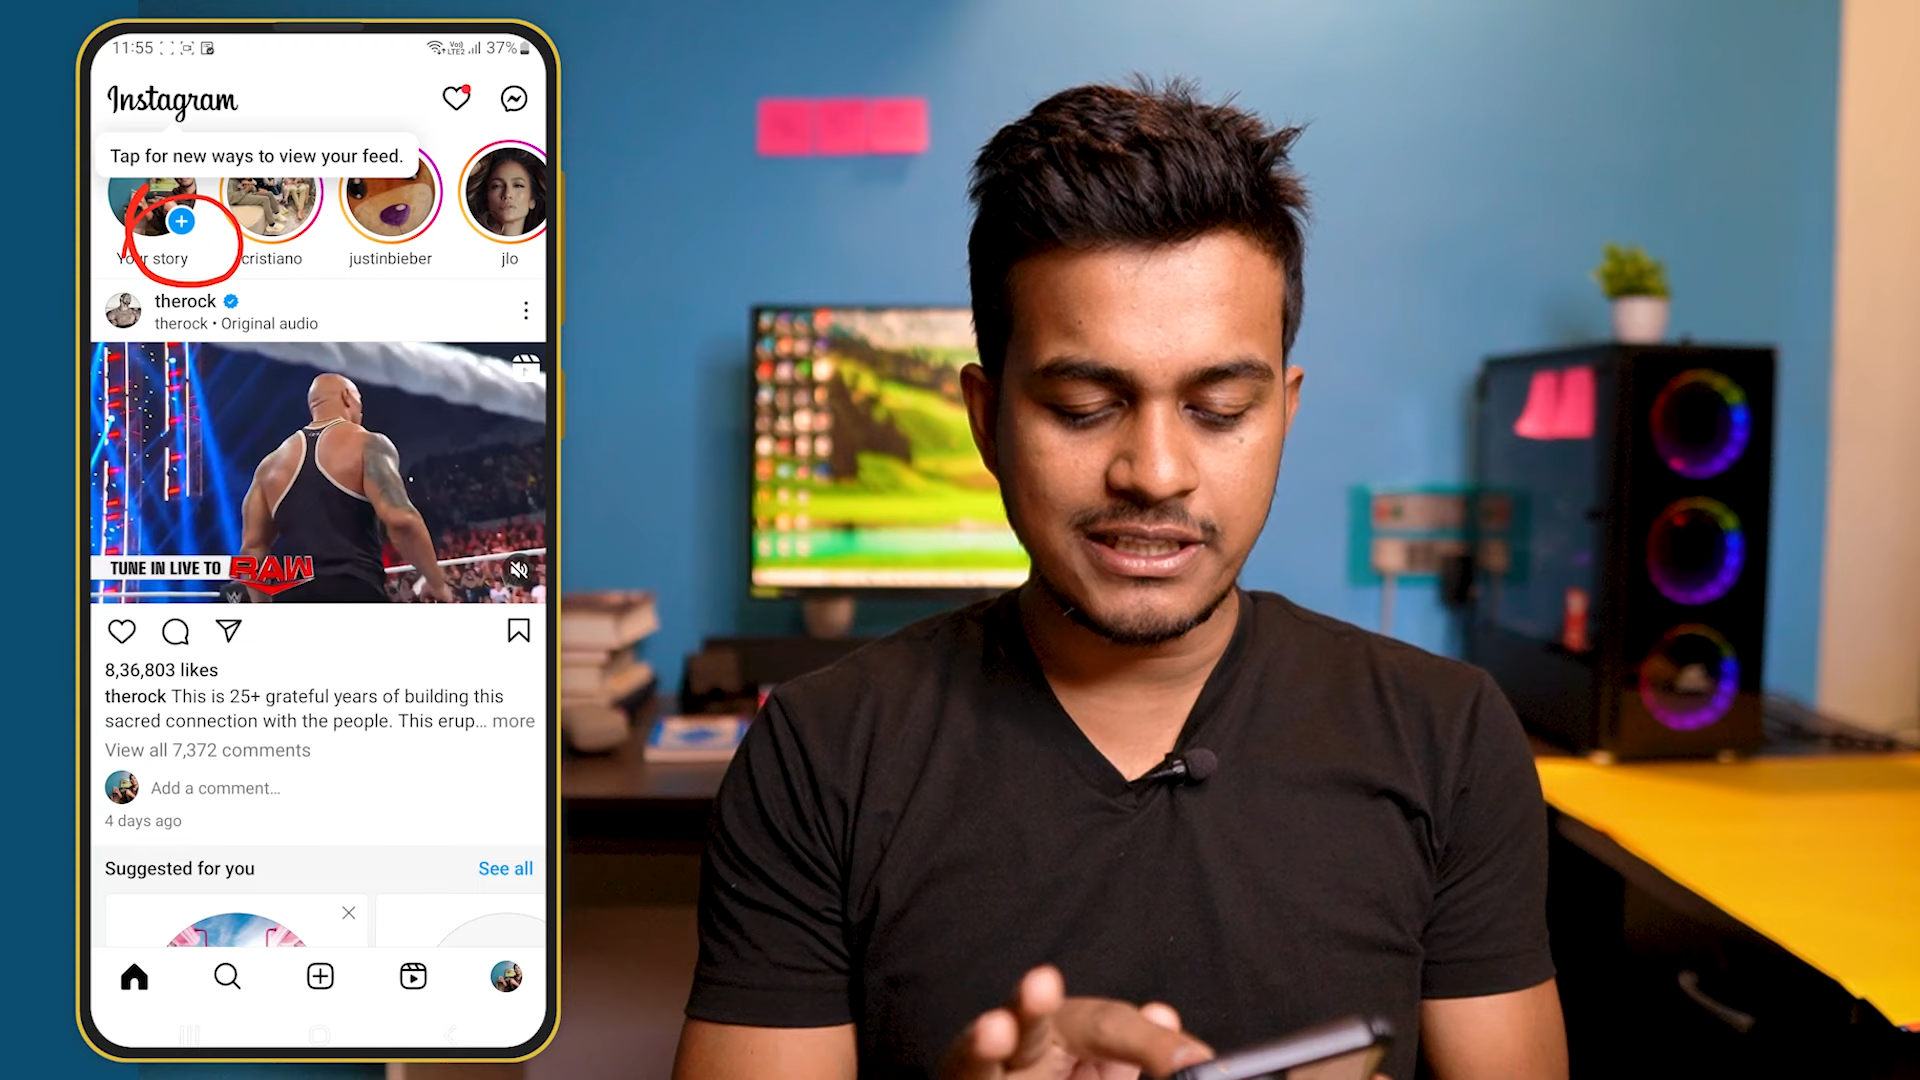 11:55
Vo))
LTE2
37%
Instagram
Tap for new ways to view your feed.
Your story
cristiano
justinbieber
jlo
therock
therock • Original audio
TUNE IN LIVE TO RAW
8,36,803 likes
therock This is 25+ grateful years of building this
sacred connection with the people. This erup... more
View all 7,372 comments
Add a comment...
4 days ago
Suggested for you
See all